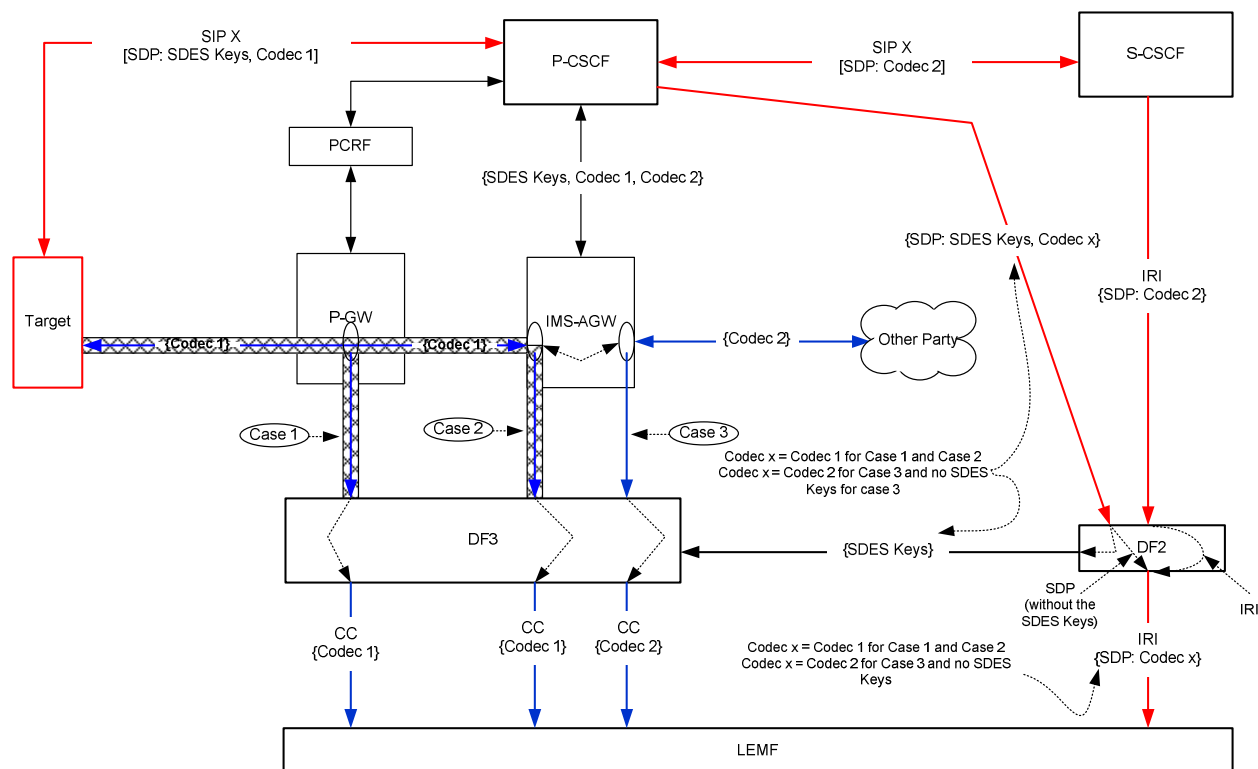 SIP X
[SDP: SDES Keys, Codec 1]
P-CSCF
SIP X
[SDP: Codec 2]
S-CSCF
PCRF
{SDES Keys, Codec 1, Codec 2}
{SDP: SDES Keys, Codec x}
IRI
{SDP: Codec 2}
Target
P-GW
IMS-AGW
{Codec 1}
{Codec 1}
{Codec 2}
Other Party
Case 1
Case 2
Case 3
Codec x = Codec 1 for Case 1 and Case 2
Codec x = Codec 2 for Case 3 and no SDES
Keys for case 3
DF3
{SDES Keys}
DF2
SDP
(without the
SDES Keys)
IRI
CC
{Codec 1}
CC
{Codec 1}
CC
{Codec 2}
Codec x = Codec 1 for Case 1 and Case 2
Codec x = Codec 2 for Case 3 and no SDES
Keys
IRI
{SDP: Codec x}
LEMF